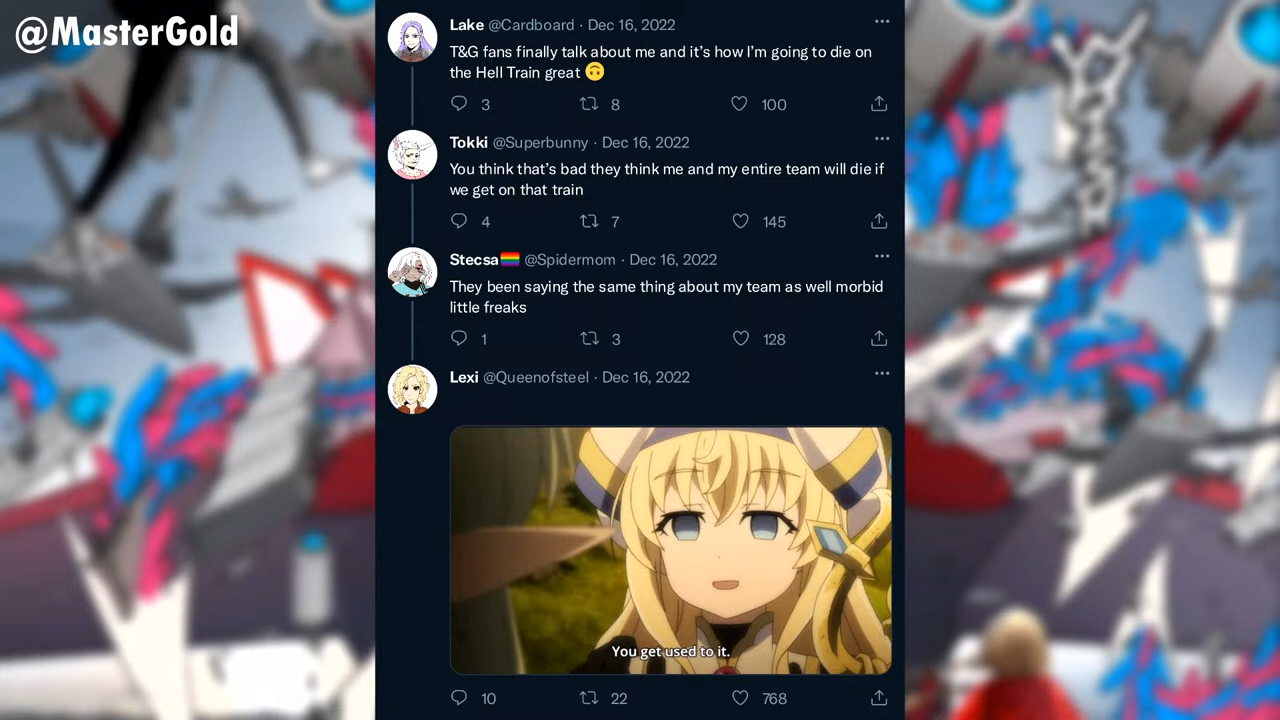 @MasterGold
Lake @Cardboard · Dec 16, 2022
T&G fans finally talk about me and it's how I'm going to die on
the Hell Train great 🙃
3 8 100
Tokki @Superbunny · Dec 16, 2022
You think that's bad they think me and my entire team will die if
we get on that train
4 7 145
Stecsa🏳️‍🌈 @Spidermom · Dec 16, 2022
They been saying the same thing about my team as well morbid
little freaks
1 3 128
Lexi @Queenofsteel · Dec 16, 2022
You get used to it.
10 22 768